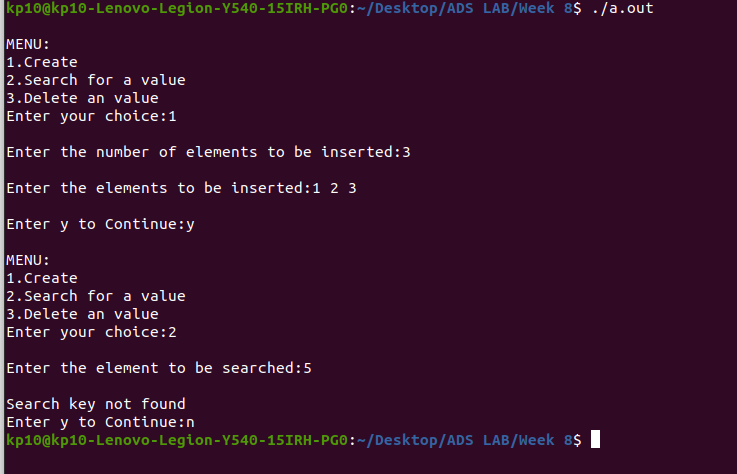 kp10@kp10-Lenovo-Legion-Y540-15IRH-PG0:~/Desktop/ADS LAB/Week 8$ ./a.out
MENU:
1.Create
2.Search for a value
3.Delete an value
Enter your choice:1
Enter the number of elements to be inserted:3
Enter the elements to be inserted:1 2 3
Enter y to Continue:y
MENU:
1.Create
2.Search for a value
3.Delete an value
Enter your choice:2
Enter the element to be searched:5
Search key not found
Enter y to Continue:n
kp10@kp10-Lenovo-Legion-Y540-15IRH-PG0:~/Desktop/ADS LAB/Week 8$